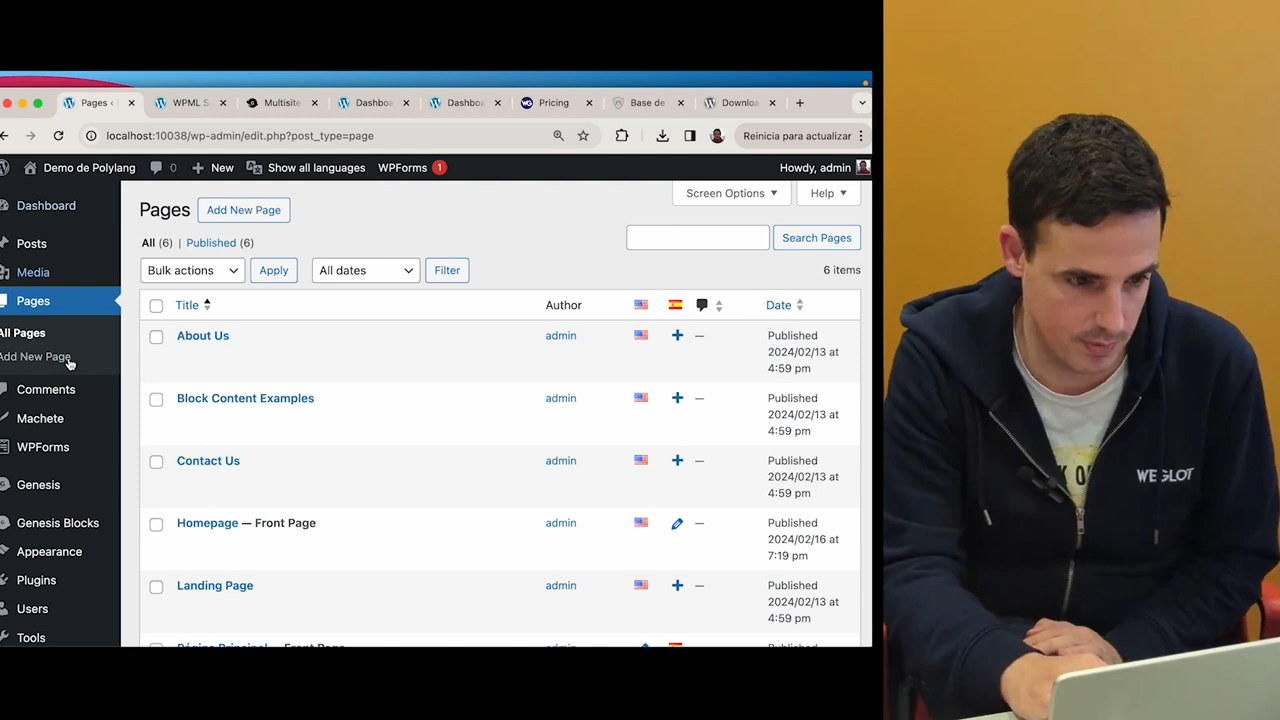 Pages ‹
WPML S
Multisite
Dashboa
Dashboa
Pricing
Base de
Downloa
localhost:10038/wp-admin/edit.php?post_type=page
Reinicia para actualizar
Demo de Polylang
0
New
Show all languages
WPForms 1
Howdy, admin
Dashboard
Posts
Media
Pages
All Pages
Add New Page
Comments
Machete
WPForms
Genesis
Genesis Blocks
Appearance
Plugins
Users
Tools
Pages
Add New Page
Screen Options
Help
All (6) | Published (6)
Search Pages
Bulk actions
Apply
All dates
Filter
6 items
Title
Author
Date
About Us
admin
—
Published
2024/02/13 at
4:59 pm
Block Content Examples
admin
—
Published
2024/02/13 at
4:59 pm
Contact Us
admin
—
Published
2024/02/13 at
4:59 pm
Homepage — Front Page
admin
—
Published
2024/02/16 at
7:19 pm
Landing Page
admin
—
Published
2024/02/13 at
4:59 pm
WEGLOT